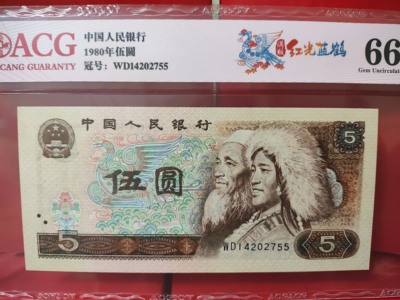 ACG
CANG GUARANTY
中国人民银行
1980年伍圆
冠号：WD14202755
红光蓝鹤
66
Gem Uncirculat
中国人民银行
5
伍圆
WD14202755
5
5